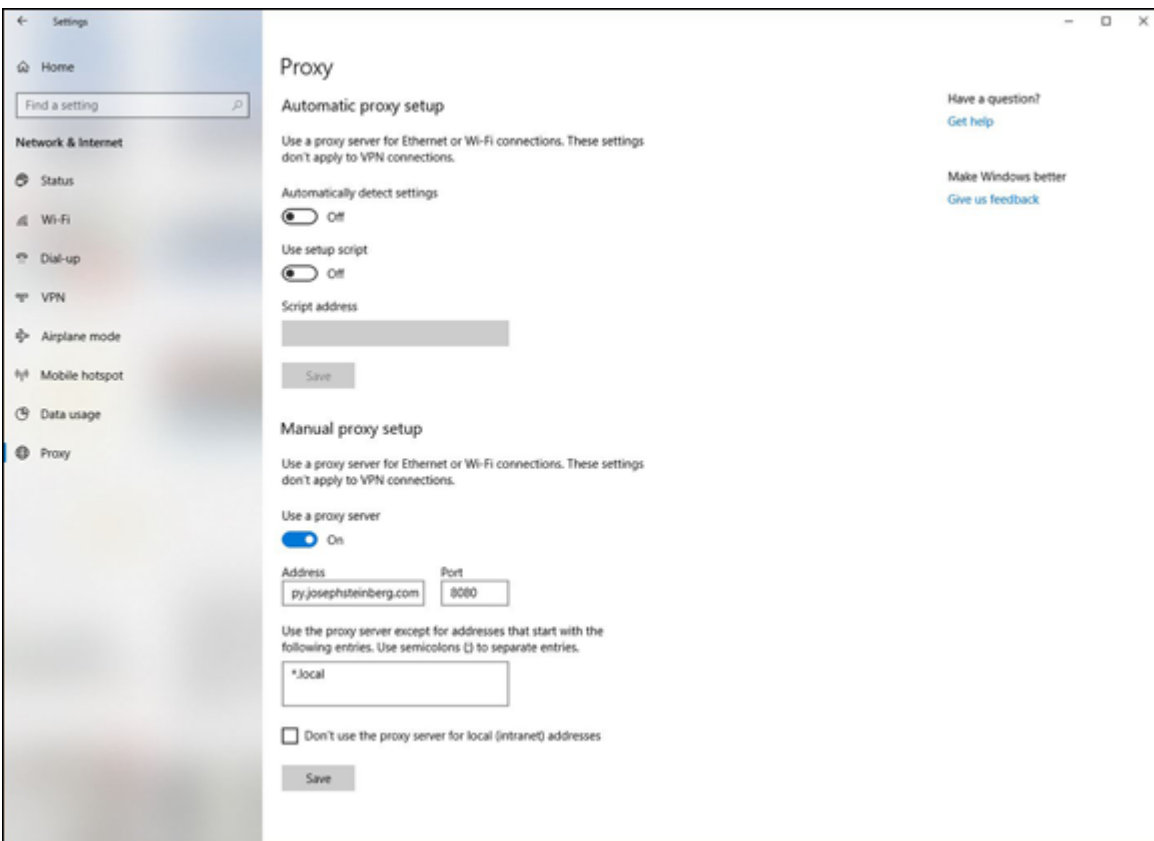 Settings
Home
Find a setting
Network & Internet
Status
Wi-Fi
Dial-up
VPN
Airplane mode
Mobile hotspot
Data usage
Proxy
Proxy
Automatic proxy setup
Use a proxy server for Ethernet or Wi-Fi connections. These settings
don't apply to VPN connections.
Automatically detect settings
Off
Use setup script
Off
Script address
Save
Manual proxy setup
Use a proxy server for Ethernet or Wi-Fi connections. These settings
don't apply to VPN connections.
Use a proxy server
On
Address Port
py.josephsteinberg.com 8080
Use the proxy server except for addresses that start with the
following entries. Use semicolons (;) to separate entries.
*.local
Don't use the proxy server for local (intranet) addresses
Save
Have a question?
Get help
Make Windows better
Give us feedback